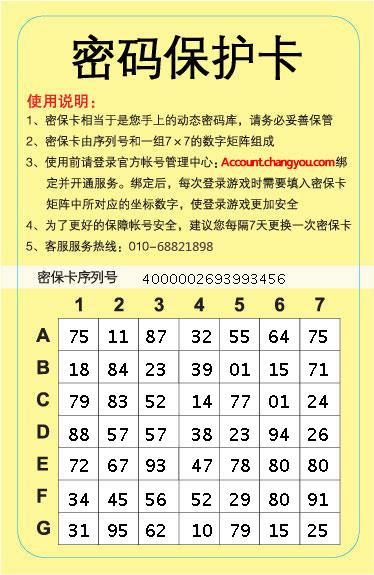 密码保护卡
使用说明：
1、密保卡相当于是您手上的动态密码库，请务必妥善保管
2、密保卡由序列号和一组7×7的数字矩阵组成
3、使用前请登录官方帐号管理中心：Account.changyou.com绑
定并开通服务。绑定后，每次登录游戏时需要填入密保卡
矩阵中所对应的坐标数字，使登录游戏更加安全
4、为了更好的保障帐号安全，建议您每隔7天更换一次密保卡
5、客服服务热线：010-68821898
密保卡序列号 4000002693993456
1 2 3 4 5 6 7
A 75 11 87 32 55 64 75
B 18 84 23 39 01 15 71
C 79 83 52 14 77 01 24
D 88 57 57 38 23 94 26
E 72 67 93 47 78 80 80
F 34 45 56 52 29 80 91
G 31 95 62 10 79 15 25